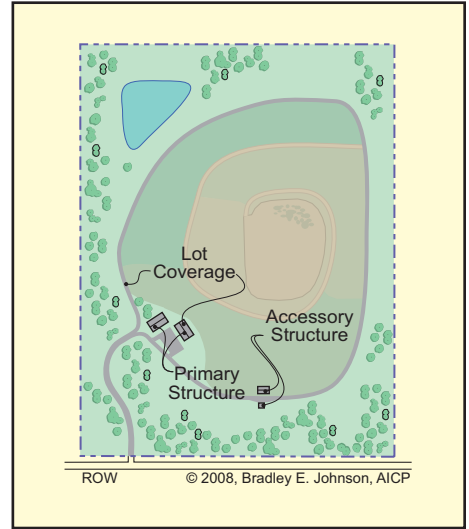 Lot
Coverage
Accessory
Structure
Primary
Structure
ROW
© 2008, Bradley E. Johnson, AICP